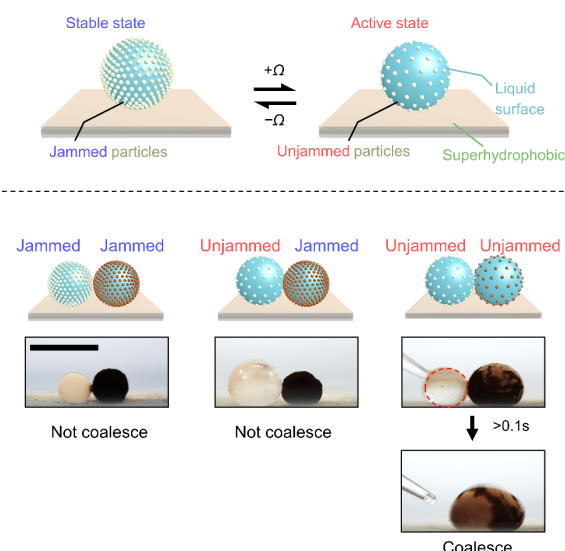 Stable state
Active state
+Ω
−Ω
Liquid
surface
Jammed particles
Unjammed particles
Superhydrophobic
Jammed Jammed
Unjammed Jammed
Unjammed Unjammed
Not coalesce
Not coalesce
>0.1s
Coalesce